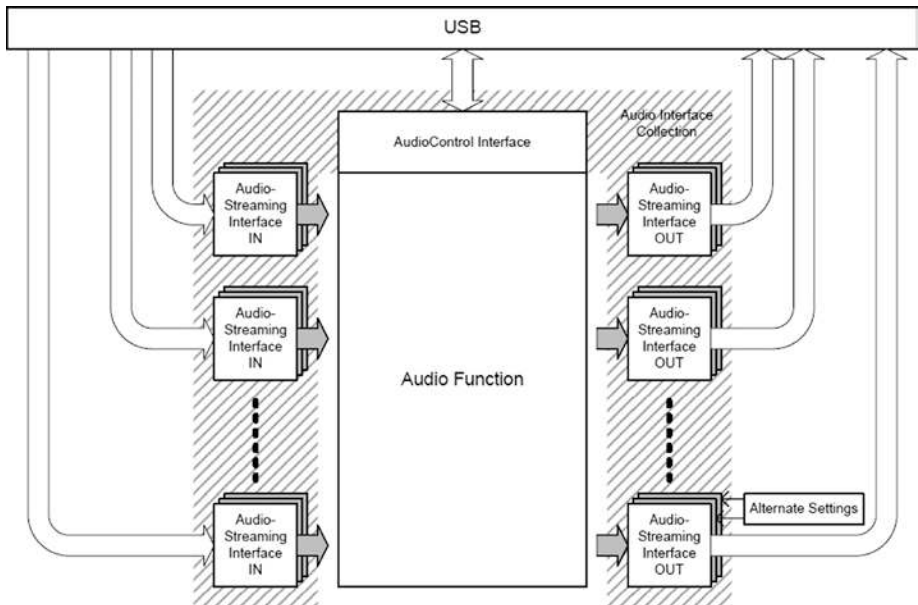 USB
AudioControl Interface
Audio Interface
Collection
Audio-
Streaming
Interface
IN
Audio-
Streaming
Interface
OUT
Audio-
Streaming
Interface
IN
Audio-
Streaming
Interface
OUT
Audio Function
Audio-
Streaming
Interface
IN
Audio-
Streaming
Interface
OUT
Alternate Settings